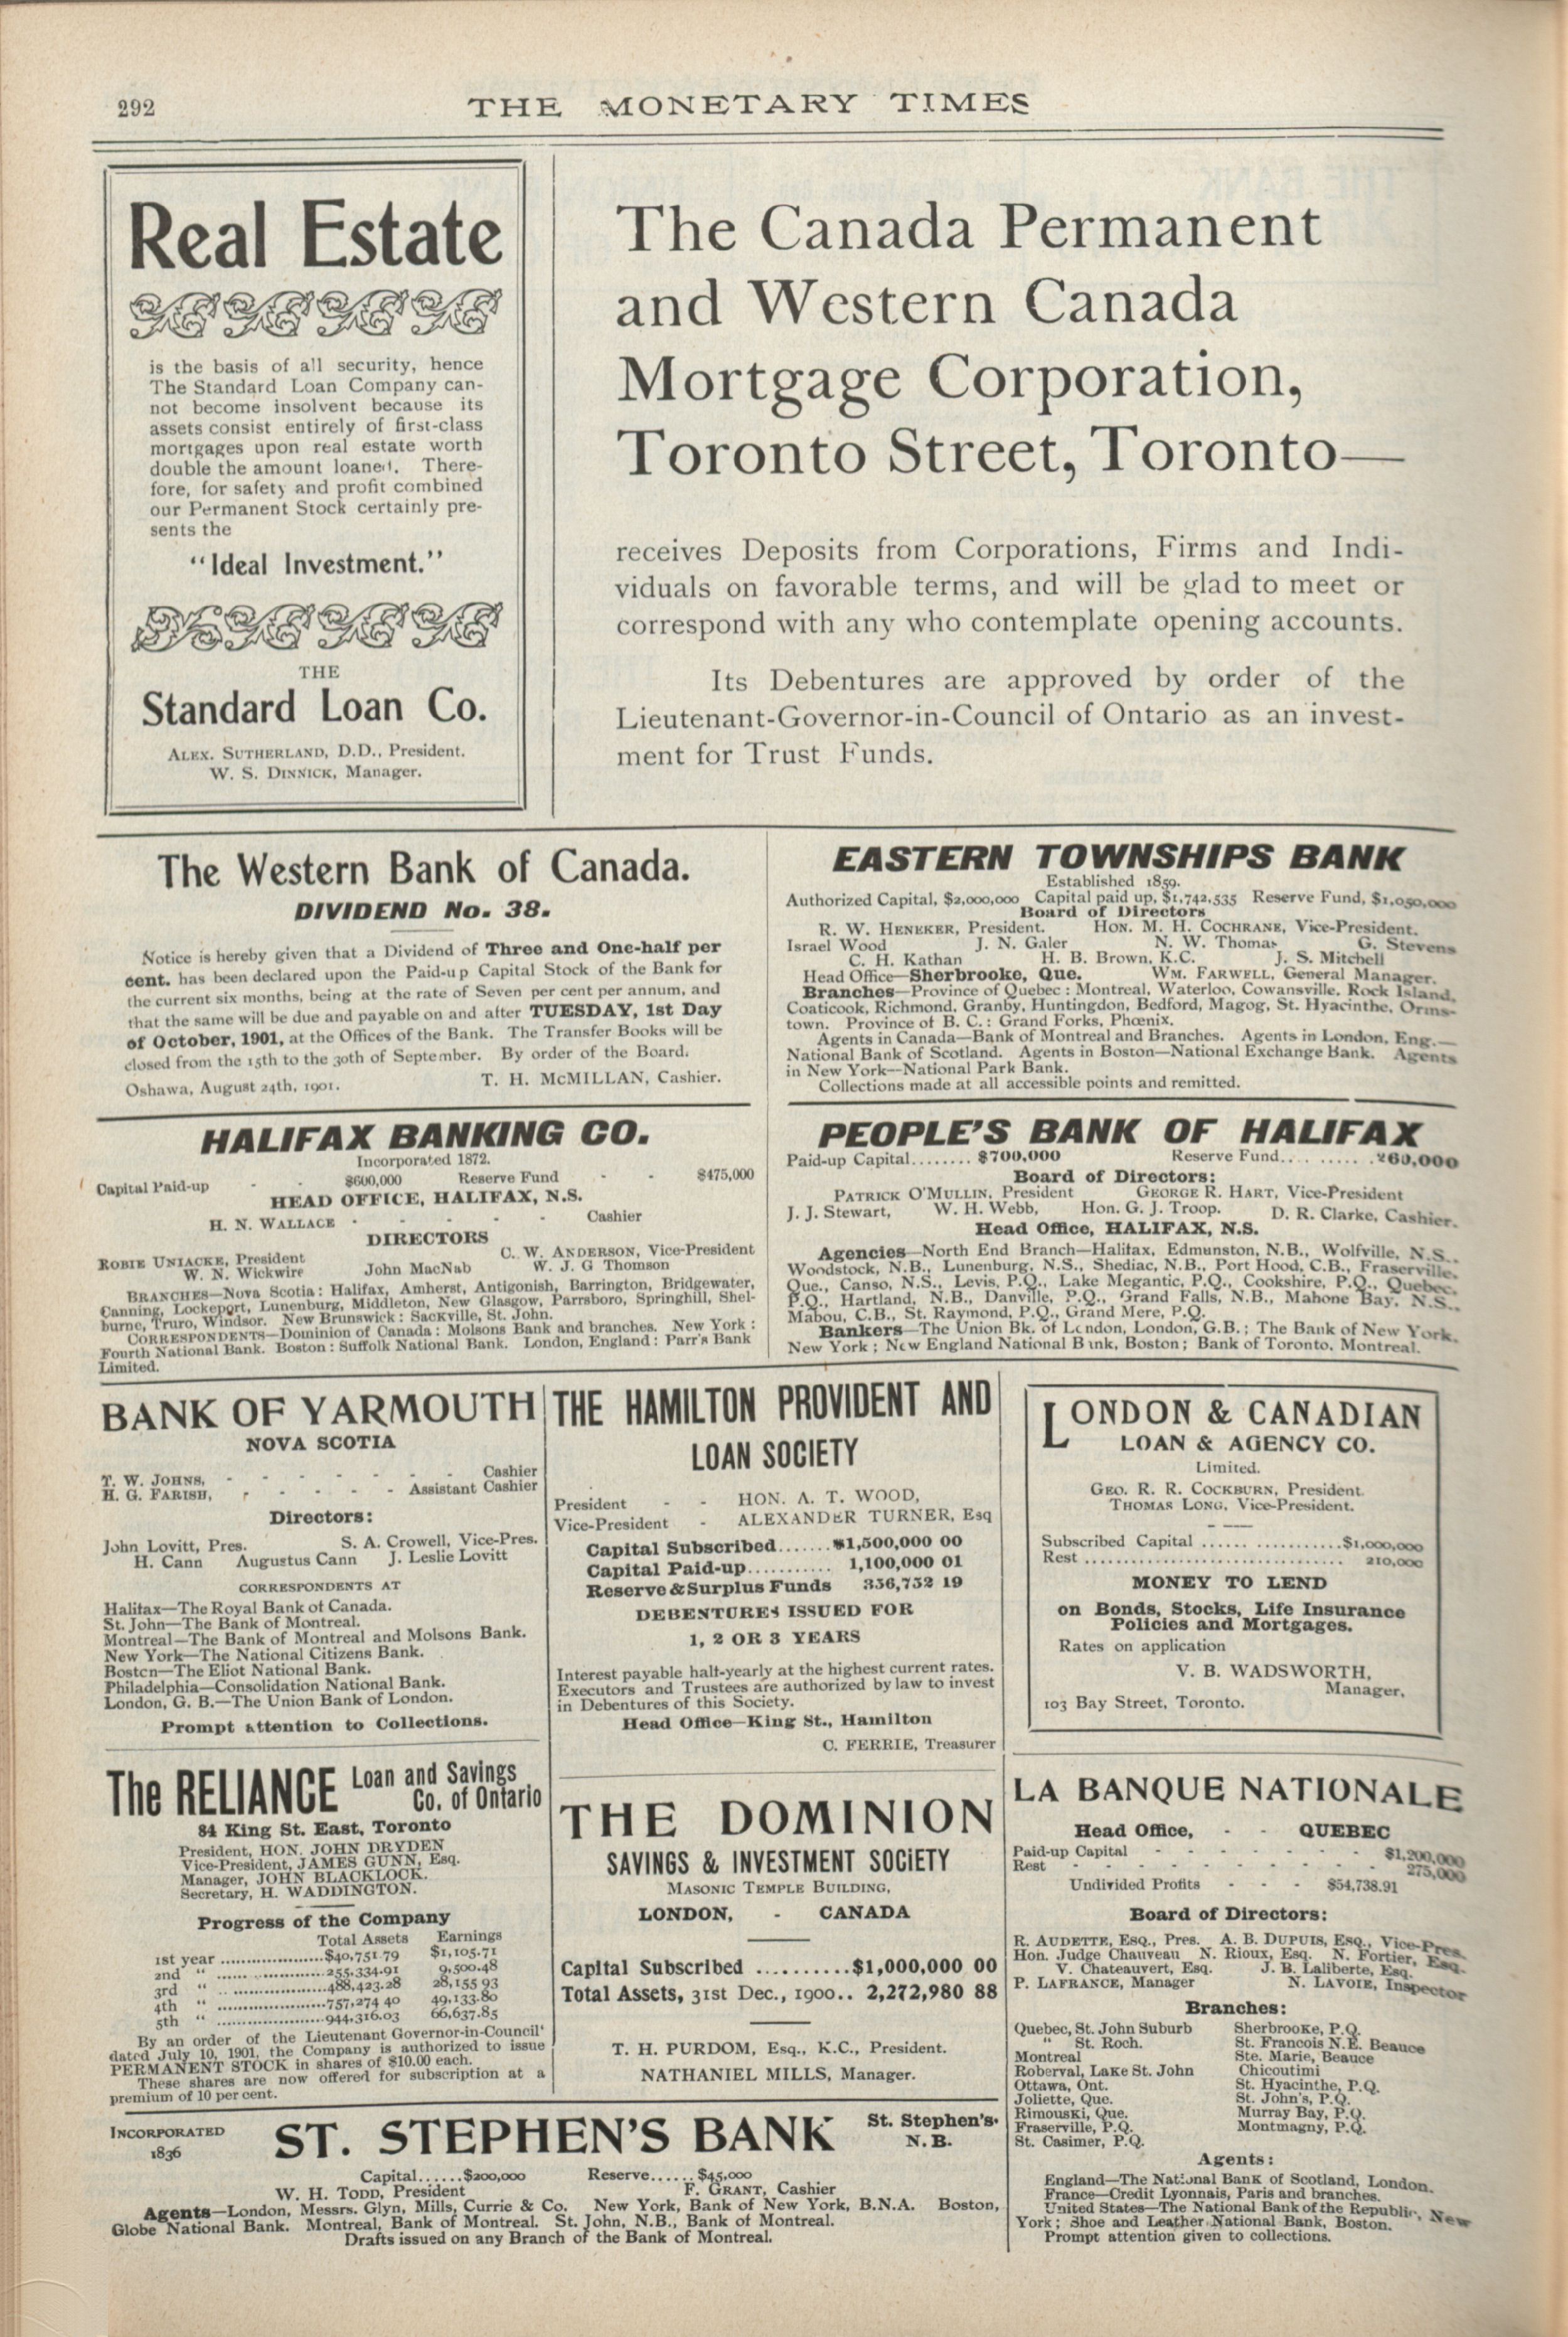 292
THE MONETARY TIMES
Real Estate
is the basis of all security, hence
The Standard Loan Company can-
not become insolvent because its
assets consist entirely of first-class
mortgages upon real estate worth
double the amount loaned. There-
fore, for safety and profit combined
our Permanent Stock certainly pre-
sents the
"Ideal Investment."
THE
Standard Loan Co.
ALEX. SUTHERLAND, D.D., President.
W. S. DINNICK, Manager.
The Canada Permanent
and Western Canada
Mortgage Corporation,
Toronto Street, Toronto—
receives Deposits from Corporations, Firms and Indi-
viduals on favorable terms, and will be glad to meet or
correspond with any who contemplate opening accounts.
Its Debentures are approved by order of the
Lieutenant-Governor-in-Council of Ontario as an invest-
ment for Trust Funds.
The Western Bank of Canada.
DIVIDEND No. 38.
Notice is hereby given that a Dividend of Three and One-half per
cent. has been declared upon the Paid-up Capital Stock of the Bank for
the current six months, being at the rate of Seven per cent per annum, and
that the same will be due and payable on and after TUESDAY, 1st Day
of October, 1901, at the Offices of the Bank. The Transfer Books will be
closed from the 15th to the 30th of September. By order of the Board.
Oshawa, August 24th, 1901. T. H. McMILLAN, Cashier.
EASTERN TOWNSHIPS BANK
Established 1859.
Authorized Capital, $2,000,000 Capital paid up, $1,742,535 Reserve Fund, $1,050,000
Board of Directors
R. W. HENEKER, President. HON. M. H. COCHRANE, Vice-President.
Israel Wood J. N. Galer N. W. Thomas G. Stevens
C. H. Kathan H. B. Brown, K.C. J. S. Mitchell
Head Office—Sherbrooke, Que. WM. FARWELL, General Manager.
Branches—Province of Quebec: Montreal, Waterloo, Cowansville, Rock Island,
Coaticook, Richmond, Granby, Huntingdon, Bedford, Magog, St. Hyacinthe, Orms-
town. Province of B. C.: Grand Forks, Phœnix.
Agents in Canada—Bank of Montreal and Branches. Agents in London, Eng.—
National Bank of Scotland. Agents in Boston—National Exchange Bank. Agents
in New York—National Park Bank.
Collections made at all accessible points and remitted.
HALIFAX BANKING CO.
Incorporated 1872.
Capital Paid-up - - $600,000 Reserve Fund - - $475,000
HEAD OFFICE, HALIFAX, N.S.
H. N. WALLACE - - - - - Cashier
DIRECTORS
ROBIE UNIACKE, President C. W. ANDERSON, Vice-President
W. N. Wickwire John MacNab W. J. G Thomson
BRANCHES—Nova Scotia: Halifax, Amherst, Antigonish, Barrington, Bridgewater,
Canning, Lockeport, Lunenburg, Middleton, New Glasgow, Parrsboro, Springhill, Shel-
burne, Truro, Windsor. New Brunswick: Sackville, St. John.
CORRESPONDENTS—Dominion of Canada: Molsons Bank and branches. New York:
Fourth National Bank. Boston: Suffolk National Bank. London, England: Parr's Bank
Limited.
PEOPLE'S BANK OF HALIFAX
Paid-up Capital........ $700,000 Reserve Fund.. ...... 260,000
Board of Directors:
PATRICK O'MULLIN, President GEORGE R. HART, Vice-President
J. J. Stewart, W. H. Webb, Hon. G. J. Troop. D. R. Clarke, Cashier.
Head Office, HALIFAX, N.S.
Agencies—North End Branch—Halifax, Edmunston, N.B., Wolfville, N.S.,
Woodstock, N.B., Lunenburg, N.S., Shediac, N.B., Port Hood, C.B., Fraserville,
Que., Canso, N.S., Levis, P.Q., Lake Megantic, P.Q., Cookshire, P.Q., Quebec,
P.Q., Hartland, N.B., Danville, P.Q., Grand Falls, N.B., Mahone Bay, N.S.,
Mabou, C.B., St. Raymond, P.Q., Grand Mere, P.Q.
Bankers—The Union Bk. of London, London, G.B.; The Bank of New York.
New York; New England National Bank, Boston; Bank of Toronto, Montreal.
BANK OF YARMOUTH
NOVA SCOTIA
T. W. JOHNS, - - - - - - Cashier
H. G. FARISH, - - - - - Assistant Cashier
Directors:
John Lovitt, Pres. S. A. Crowell, Vice-Pres.
H. Cann Augustus Cann J. Leslie Lovitt
CORRESPONDENTS AT
Halifax—The Royal Bank of Canada.
St. John—The Bank of Montreal.
Montreal—The Bank of Montreal and Molsons Bank.
New York—The National Citizens Bank.
Boston—The Eliot National Bank.
Philadelphia—Consolidation National Bank.
London, G. B.—The Union Bank of London.
Prompt attention to Collections.
THE HAMILTON PROVIDENT AND
LOAN SOCIETY
President - - HON. A. T. WOOD,
Vice-President - ALEXANDER TURNER, Esq
Capital Subscribed.......$1,500,000 00
Capital Paid-up........... 1,100,000 01
Reserve & Surplus Funds 336,752 19
DEBENTURES ISSUED FOR
1, 2 OR 3 YEARS
Interest payable half-yearly at the highest current rates.
Executors and Trustees are authorized by law to invest
in Debentures of this Society.
Head Office—King St., Hamilton
C. FERRIE, Treasurer
LONDON & CANADIAN
LOAN & AGENCY CO.
Limited.
GEO. R. R. COCKBURN, President.
THOMAS LONG, Vice-President.
Subscribed Capital ...... ............$1,000,000
Rest ................................. 210,000
MONEY TO LEND
on Bonds, Stocks, Life Insurance
Policies and Mortgages.
Rates on application
V. B. WADSWORTH,
Manager,
103 Bay Street, Toronto.
The RELIANCE Loan and Savings
Co. of Ontario
84 King St. East, Toronto
President, HON. JOHN DRYDEN
Vice-President, JAMES GUNN, Esq.
Manager, JOHN BLACKLOCK.
Secretary, H. WADDINGTON.
Progress of the Company
Total Assets Earnings
1st year ...................$40,751 79 $1,105.71
2nd " ...... ..............255,334.91 9,500.48
3rd " .. ..................488,423.28 28,155 93
4th " .....................757,274 40 49,133.80
5th " .....................944,316.03 66,637.85
By an order of the Lieutenant Governor-in-Council
dated July 10, 1901, the Company is authorized to issue
PERMANENT STOCK in shares of $10.00 each.
These shares are now offered for subscription at a
premium of 10 per cent.
THE DOMINION
SAVINGS & INVESTMENT SOCIETY
MASONIC TEMPLE BUILDING,
LONDON, - CANADA
Capital Subscribed ..........$1,000,000 00
Total Assets, 31st Dec., 1900.. 2,272,980 88
T. H. PURDOM, Esq., K.C., President.
NATHANIEL MILLS, Manager.
LA BANQUE NATIONALE
Head Office, - - QUEBEC
Paid-up Capital - - - - - - $1,200,000
Rest - - - - - - - - 275,000
Undivided Profits - - - $54,738.91
Board of Directors:
R. AUDETTE, ESQ., Pres. A. B. DUPUIS, ESQ., Vice-Pres.
Hon. Judge Chauveau N. Rioux, Esq. N. Fortier, Esq.
V. Chateauvert, Esq. J. B. Laliberte, Esq.
P. LAFRANCE, Manager N. LAVOIE, Inspector
Branches:
Quebec, St. John Suburb Sherbrooke, P.Q.
" St. Roch. St. Francois N.E. Beauce
Montreal Ste. Marie, Beauce
Roberval, Lake St. John Chicoutimi
Ottawa, Ont. St. Hyacinthe, P.Q.
Joliette, Que. St. John's, P.Q.
Rimouski, Que. Murray Bay, P.Q.
Fraserville, P.Q. Montmagny, P.Q.
St. Casimer, P.Q.
Agents:
England—The National Bank of Scotland, London.
France—Credit Lyonnais, Paris and branches.
United States—The National Bank of the Republic, New
York; Shoe and Leather National Bank, Boston.
Prompt attention given to collections.
INCORPORATED
1836
ST. STEPHEN'S BANK
St. Stephen's.
N.B.
Capital......$200,000 Reserve......$45,000
W. H. TODD, President F. GRANT, Cashier
Agents—London, Messrs. Glyn, Mills, Currie & Co. New York, Bank of New York, B.N.A. Boston,
Globe National Bank. Montreal, Bank of Montreal. St. John, N.B., Bank of Montreal.
Drafts issued on any Branch of the Bank of Montreal.